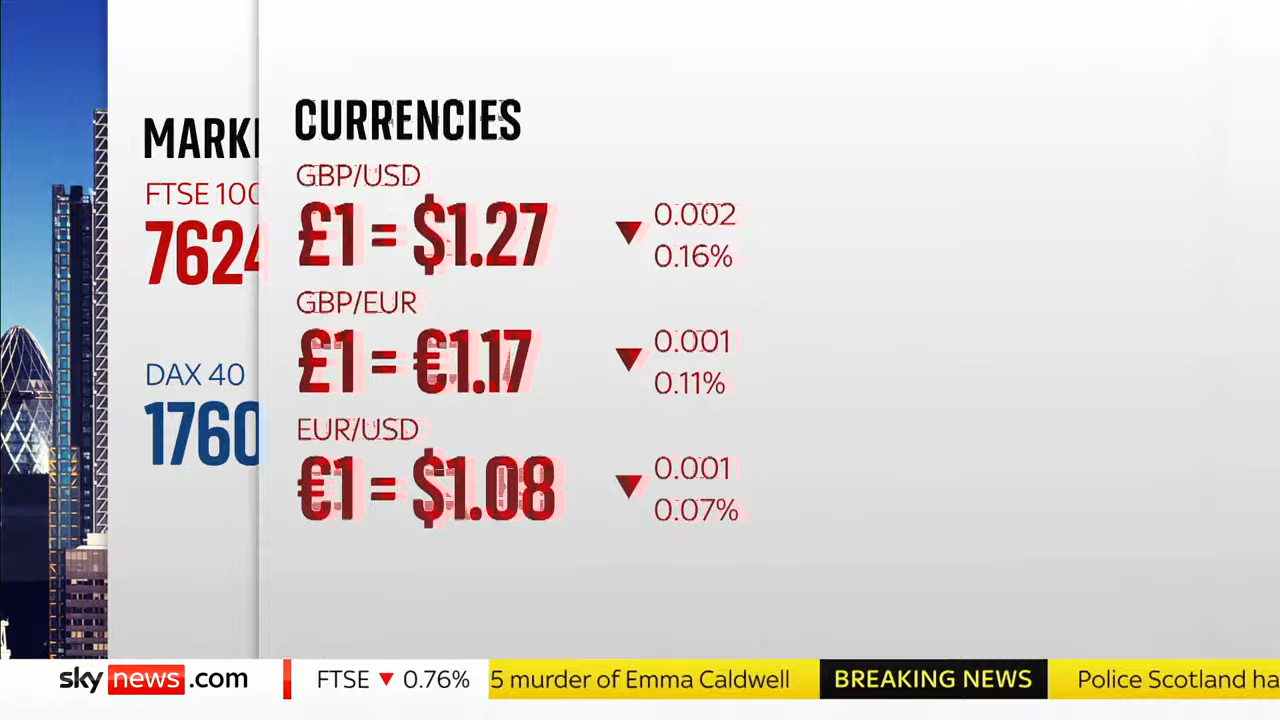 MARK
FTSE 100
7624
DAX 40
1760
CURRENCIES
GBP/USD
£1 = $1.27
▼ 0.002
0.16%
GBP/EUR
£1 = €1.17
▼ 0.001
0.11%
EUR/USD
€1 = $1.08
▼ 0.001
0.07%
sky news .com FTSE ▼ 0.76% 5 murder of Emma Caldwell BREAKING NEWS Police Scotland ha